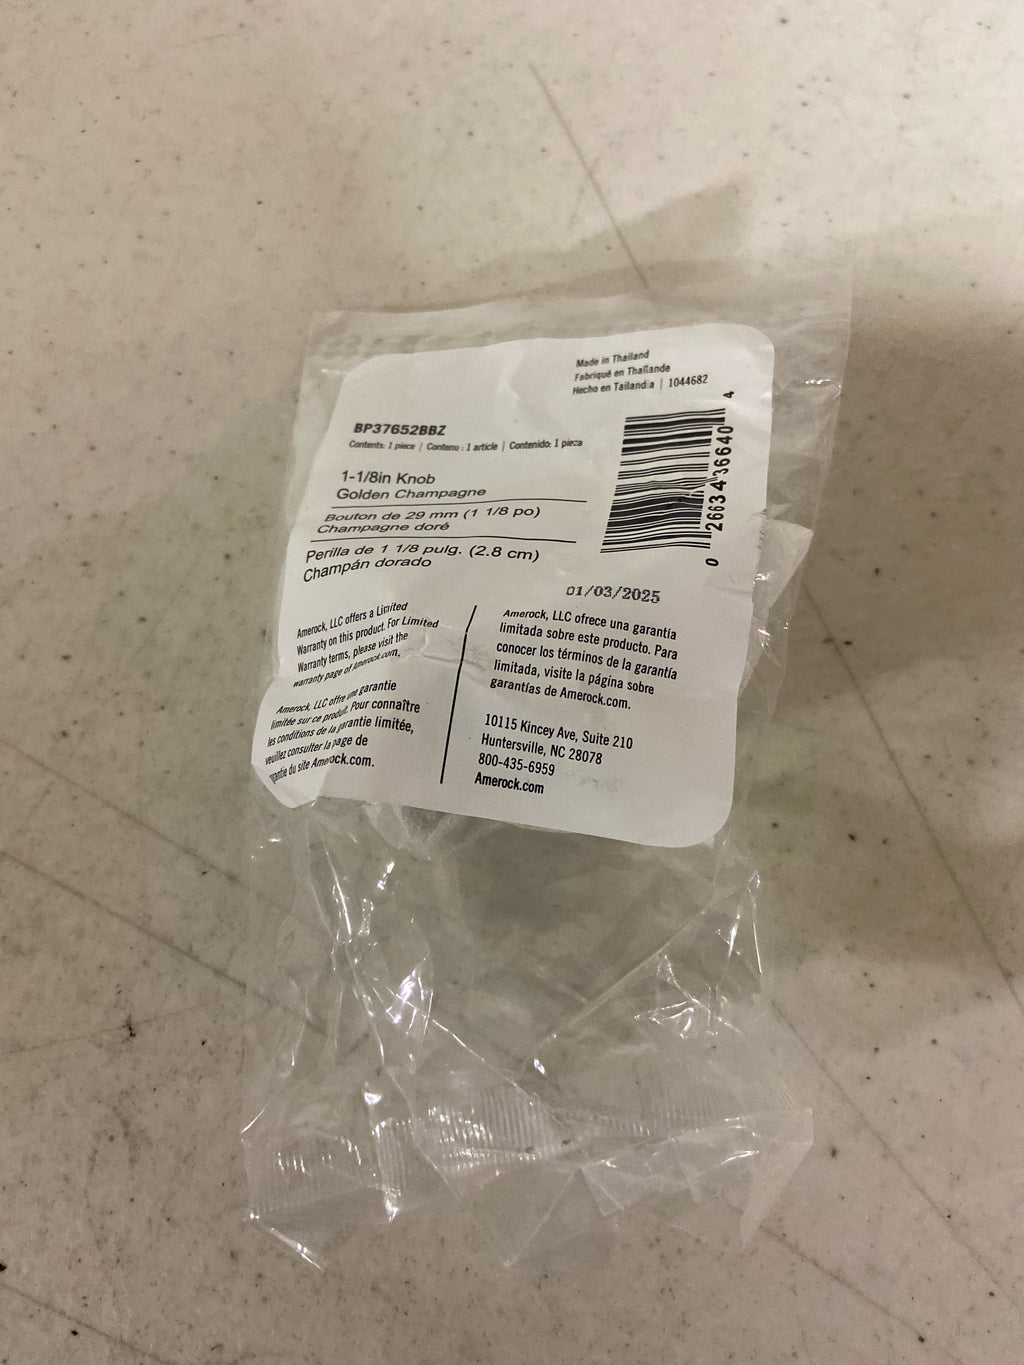 Made in Thailand
Fabriqué en Thaïlande
Hecho en Tailandia | 1044682
BP37652BBZ
Contents: 1 piece | Contenu : 1 article | Contenido: 1 pieza
1-1/8in Knob
Golden Champagne
Bouton de 29 mm (1 1/8 po)
Champagne doré
Perilla de 1 1/8 pulg. (2.8 cm)
Champán dorado
0 26634 36640 4
01/03/2025
Amerock, LLC offers a Limited
Warranty on this product. For Limited
Warranty terms, please visit the
warranty page of Amerock.com.
Amerock, LLC offre une garantie
limitée sur ce produit. Pour connaître
les conditions de la garantie limitée,
veuillez consulter la page de
garantie du site Amerock.com.
Amerock, LLC ofrece una garantía
limitada sobre este producto. Para
conocer los términos de la garantía
limitada, visite la página sobre
garantías de Amerock.com.
10115 Kincey Ave, Suite 210
Huntersville, NC 28078
800-435-6959
Amerock.com